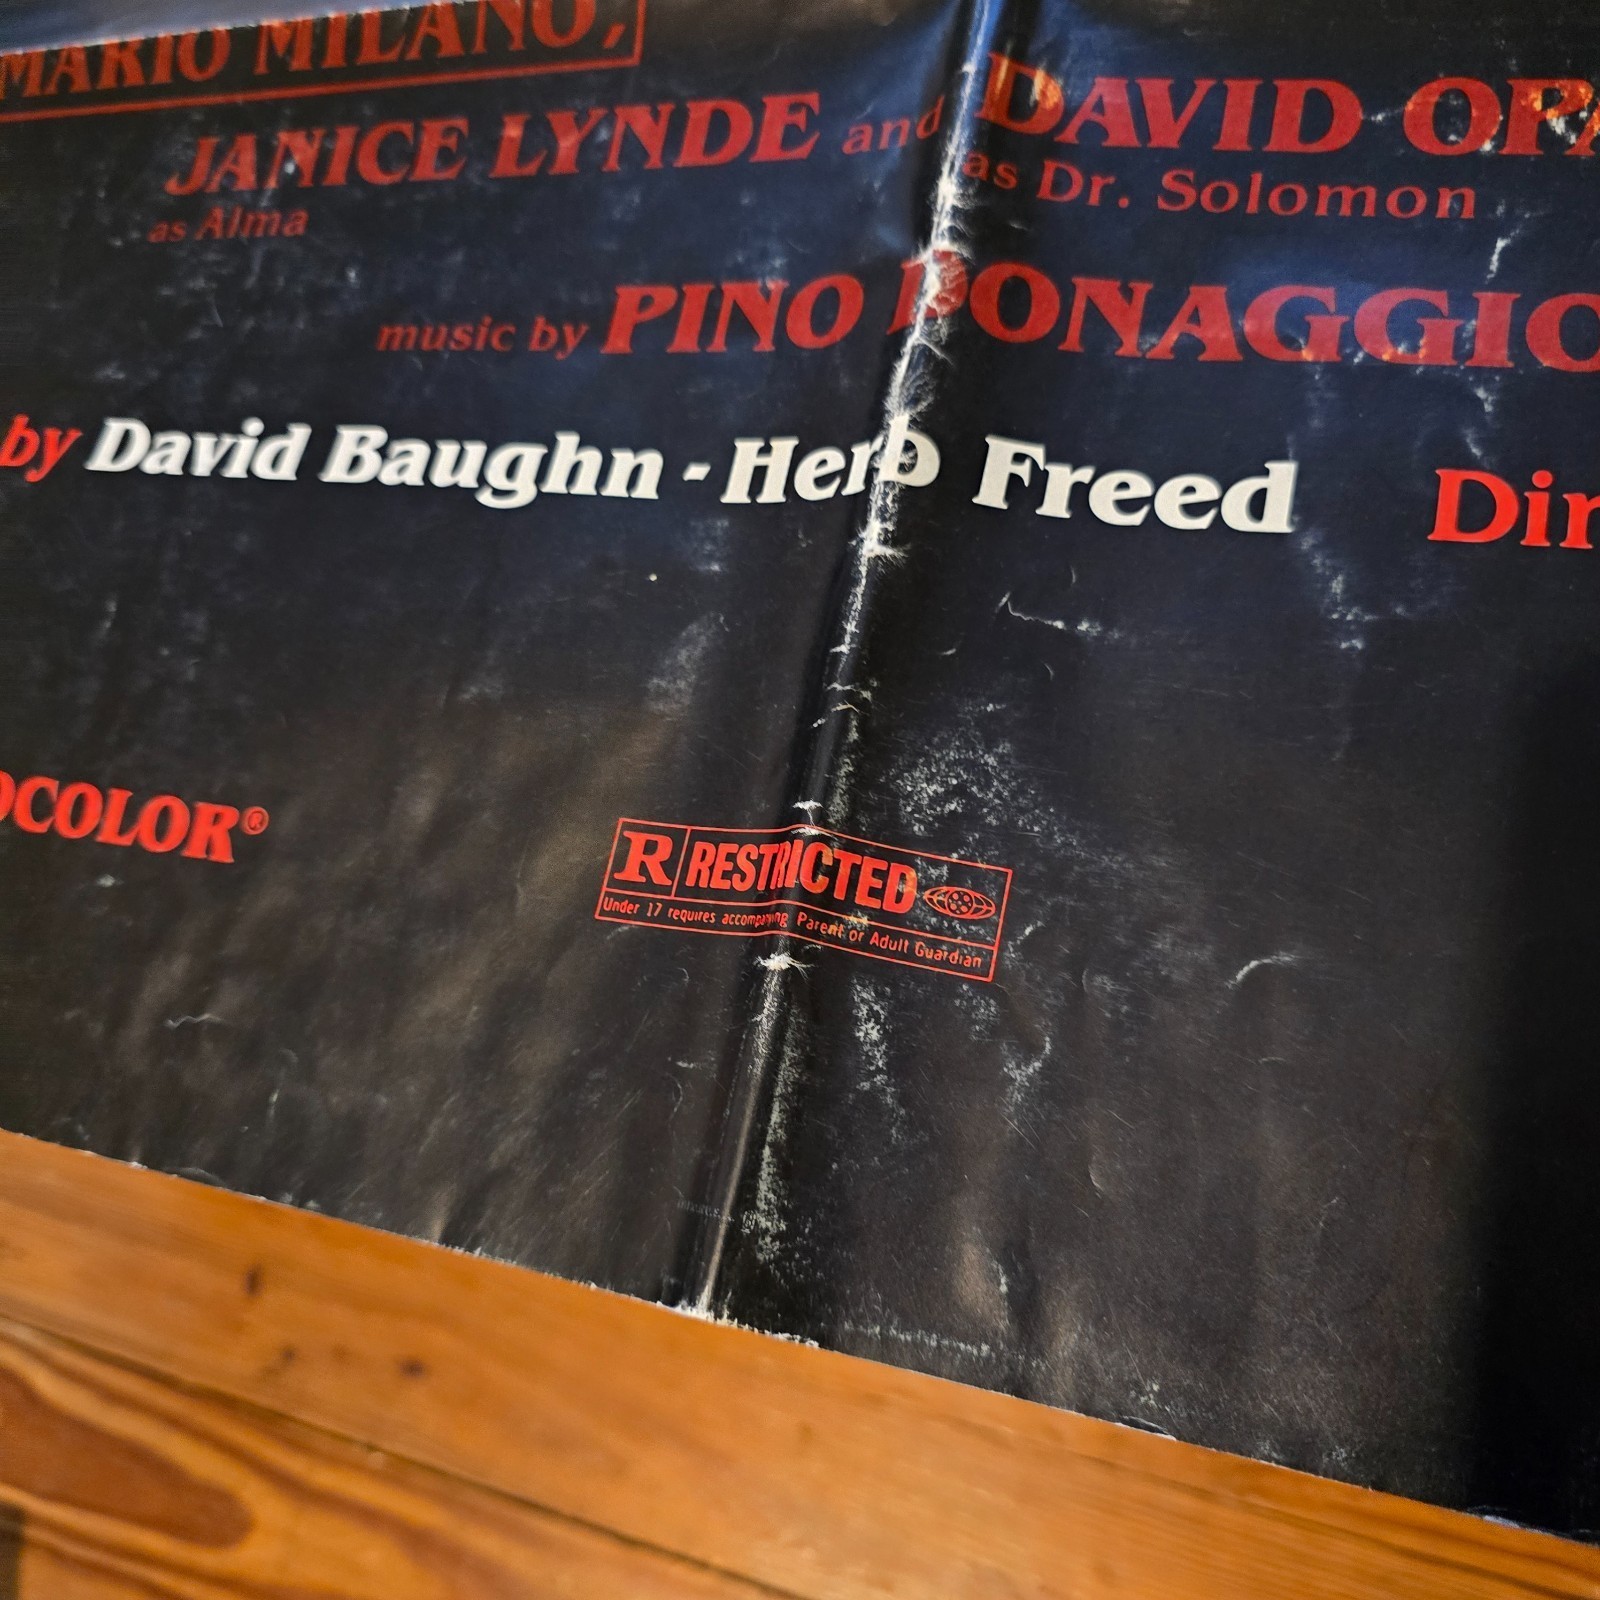 MARIO MILANO,
JANICE LYNDE and DAVID OPA
as Alma as Dr. Solomon
music by PINO DONAGGIO
by David Baughn - Herb Freed Dir
OCOLOR®
R RESTRICTED
Under 17 requires accompanying Parent or Adult Guardian